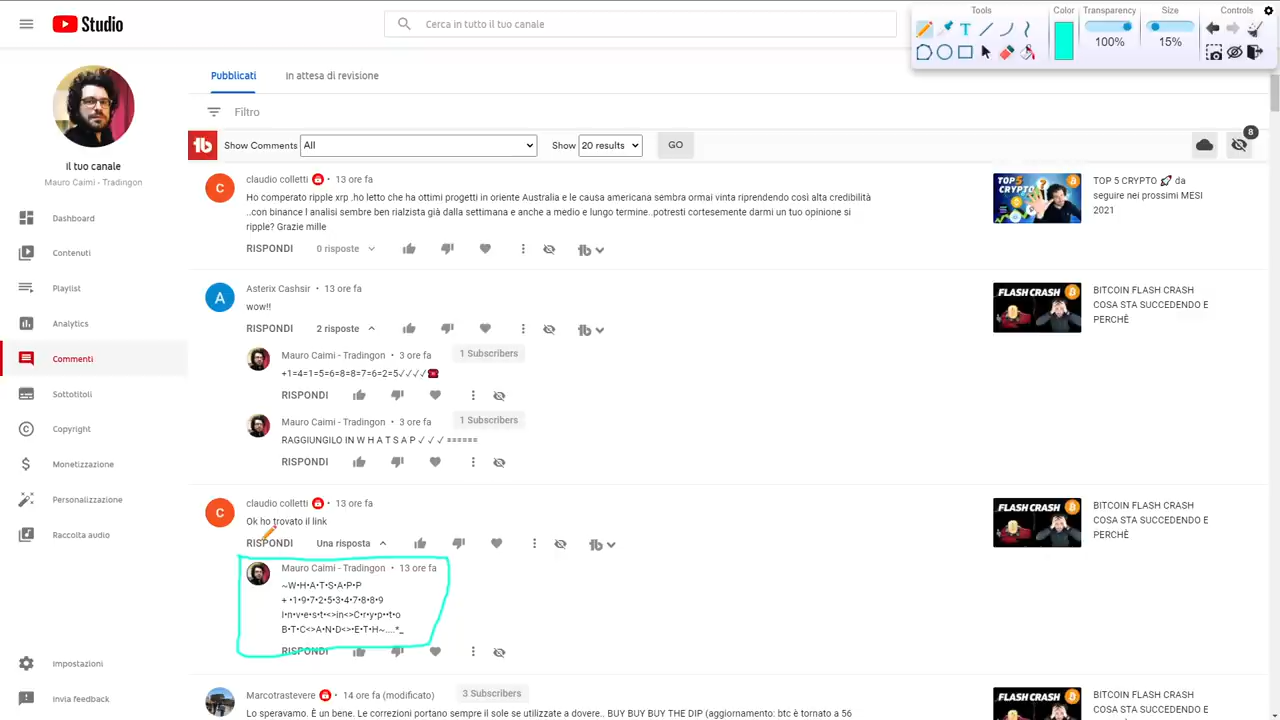 Studio
Cerca in tutto il tuo canale
Tools
Color
Transparency
Size
Controls
100%
15%
il tuo canale
Mauro Caimi - Tradingon
Dashboard
Contenuti
Playlist
Analytics
Commenti
Sottotitoli
Copyright
Monetizzazione
Personalizzazione
Raccolta audio
Impostazioni
Invia feedback
Pubblicati
In attesa di revisione
Filtro
Show Comments
All
Show
20 results
GO
8
claudio colletti • 13 ore fa
Ho comperato ripple xrp .ho letto che ha ottimi progetti in oriente Australia e le causa americana sembra ormai vinta riprendendo così alta credibilità
..con binance l analisi sembre ben rialzista già dalla settimana e anche a medio e lungo termine..potresti cortesemente darmi un tuo opinione si
ripple? Grazie mille
RISPONDI
0 risposte
TOP 5 CRYPTO 🚀 da
seguire nei prossimi MESI
2021
TOP5
CRYPTO
A
Asterix Cashsir • 13 ore fa
wow!!
RISPONDI
2 risposte
FLASH CRASH
BITCOIN FLASH CRASH
COSA STA SUCCEDENDO E
PERCHÈ
Mauro Caimi - Tradingon • 3 ore fa
1 Subscribers
+1=4=1=5=6=8=8=7=6=2=5✓✓✓✓☎
RISPONDI
Mauro Caimi - Tradingon • 3 ore fa
1 Subscribers
RAGGIUNGILO IN W H A T S A P ✓ ✓ ✓ ======
RISPONDI
C
claudio colletti • 13 ore fa
Ok ho trovato il link
RISPONDI
Una risposta
FLASH CRASH
BITCOIN FLASH CRASH
COSA STA SUCCEDENDO E
PERCHÈ
Mauro Caimi - Tradingon • 13 ore fa
~W•H•A•T•S•A•P•P
+ •1•9•7•2•5•3•4•7•8•8•9
I•n•v•e•s•t<>in<>C•r•y•p••t•o
B•T•C<>A•N•D<>•E•T•H~....*_
RISPONDI
Marcotrastevere • 14 ore fa (modificato)
3 Subscribers
Lo speravamo. E un bene Le correzioni portano sempre il sole se utilizzate a dovere.. BUY BUY BUY THE DIP (aggiornamento: btc è tornato a 56
FLASH CRASH
BITCOIN FLASH CRASH
COSA STA SUCCEDENDO E